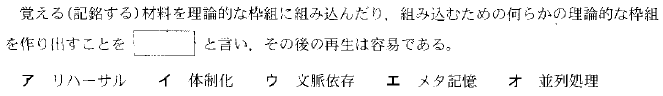 覚える（記銘する）材料を理論的な枠組に組み込んだり，組み込むための何らかの理論的な枠組
を作り出すことを　　　　と言い，その後の再生は容易である。
ア　リハーサル　イ　体制化　ウ　文脈依存　エ　メタ記憶　オ　並列処理